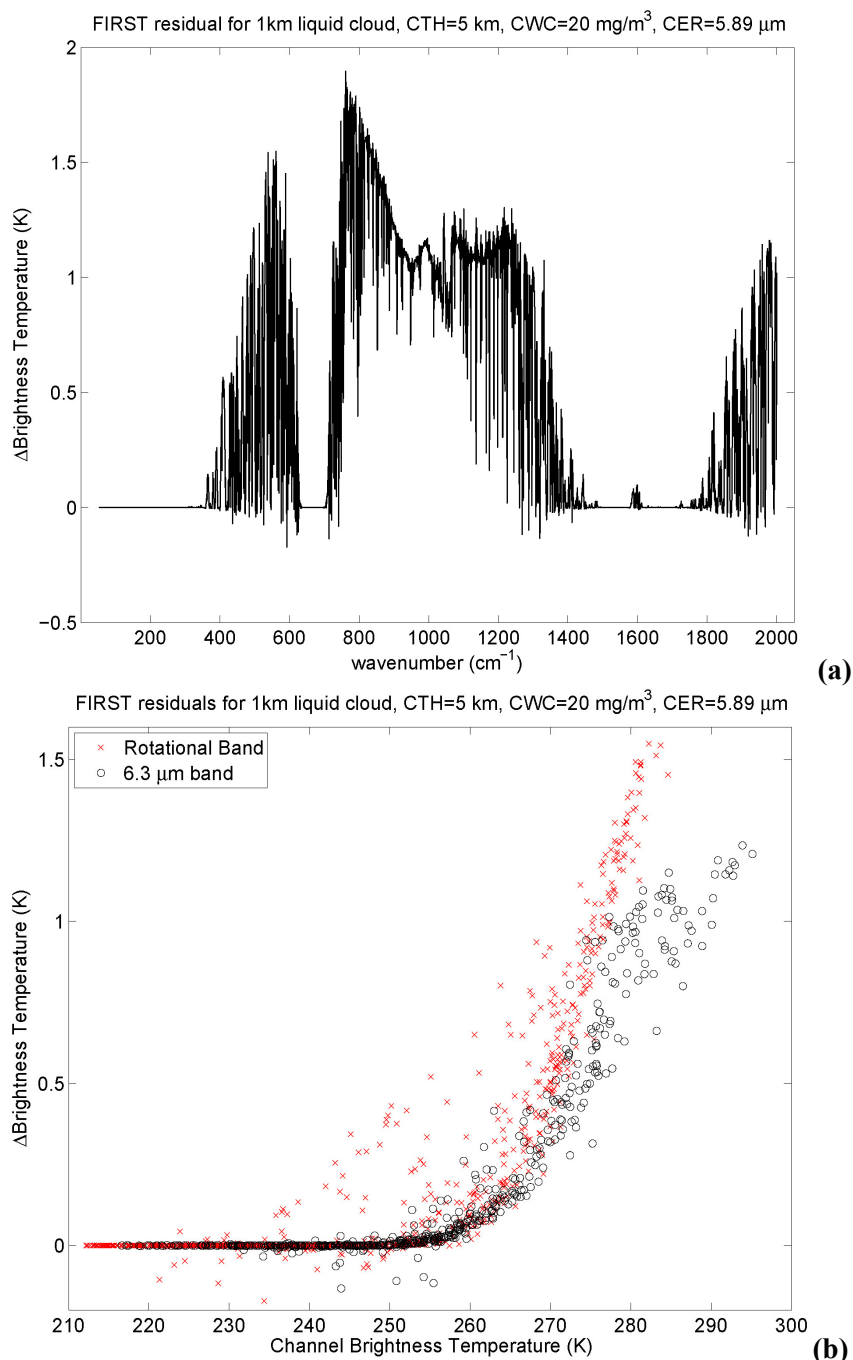 FIRST residual for 1km liquid cloud, CTH=5 km, CWC=20 mg/m³, CER=5.89 μm
2
1.5
1
0.5
0
−0.5
ΔBrightness Temperature (K)
200 400 600 800 1000 1200 1400 1600 1800 2000
wavenumber (cm⁻¹)
(a)
FIRST residuals for 1km liquid cloud, CTH=5 km, CWC=20 mg/m³, CER=5.89 μm
Rotational Band
6.3 μm band
1.5
1
0.5
0
ΔBrightness Temperature (K)
210 220 230 240 250 260 270 280 290 300
Channel Brightness Temperature (K)
(b)